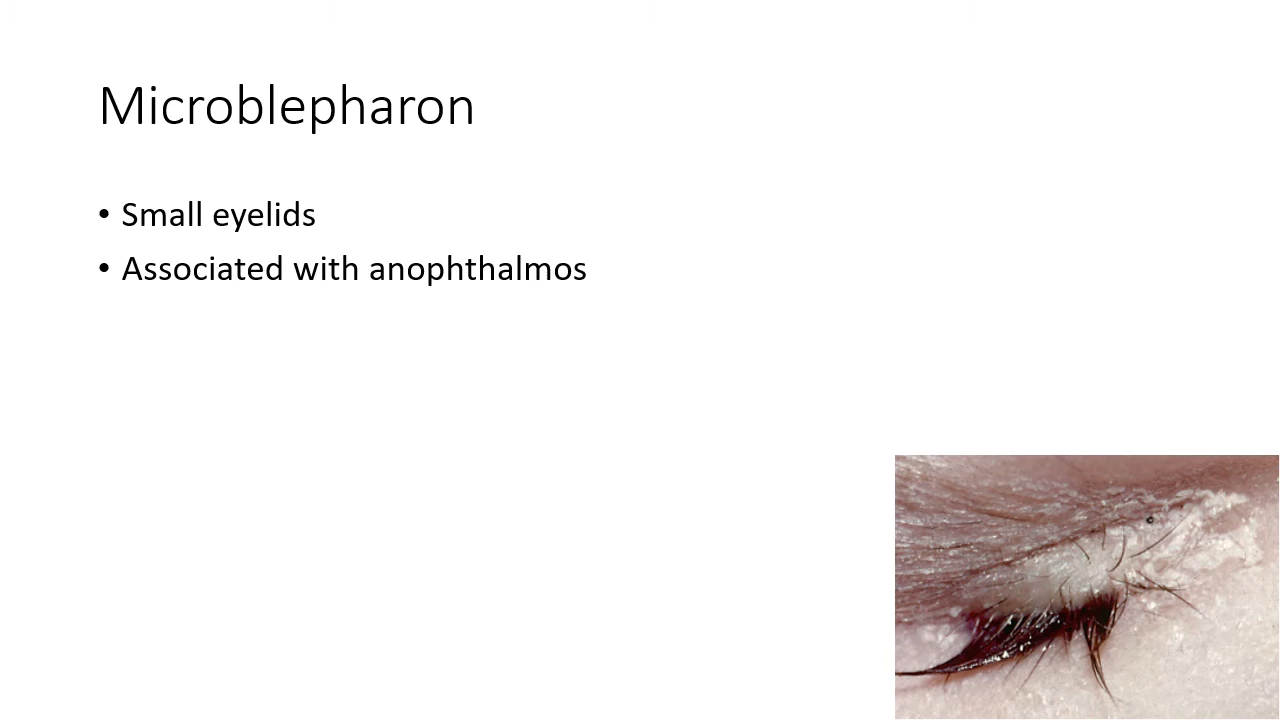 Microblepharon
• Small eyelids
• Associated with anophthalmos